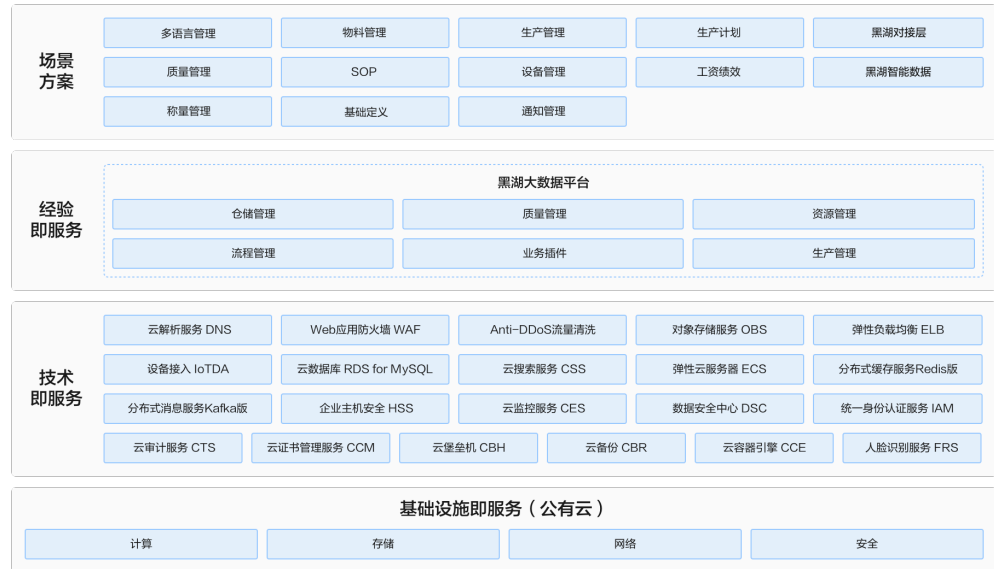 场景
方案
多语言管理 物料管理 生产管理 生产计划 黑湖对接层
质量管理 SOP 设备管理 工资绩效 黑湖智能数据
称量管理 基础定义 通知管理
经验
即服务
黑湖大数据平台
仓储管理 质量管理 资源管理
流程管理 业务插件 生产管理
技术
即服务
云解析服务 DNS Web应用防火墙 WAF Anti-DDoS流量清洗 对象存储服务 OBS 弹性负载均衡 ELB
设备接入 IoTDA 云数据库 RDS for MySQL 云搜索服务 CSS 弹性云服务器 ECS 分布式缓存服务Redis版
分布式消息服务Kafka版 企业主机安全 HSS 云监控服务 CES 数据安全中心 DSC 统一身份认证服务 IAM
云审计服务 CTS 云证书管理服务 CCM 云堡垒机 CBH 云备份 CBR 云容器引擎 CCE 人脸识别服务 FRS
基础设施即服务（公有云）
计算 存储 网络 安全